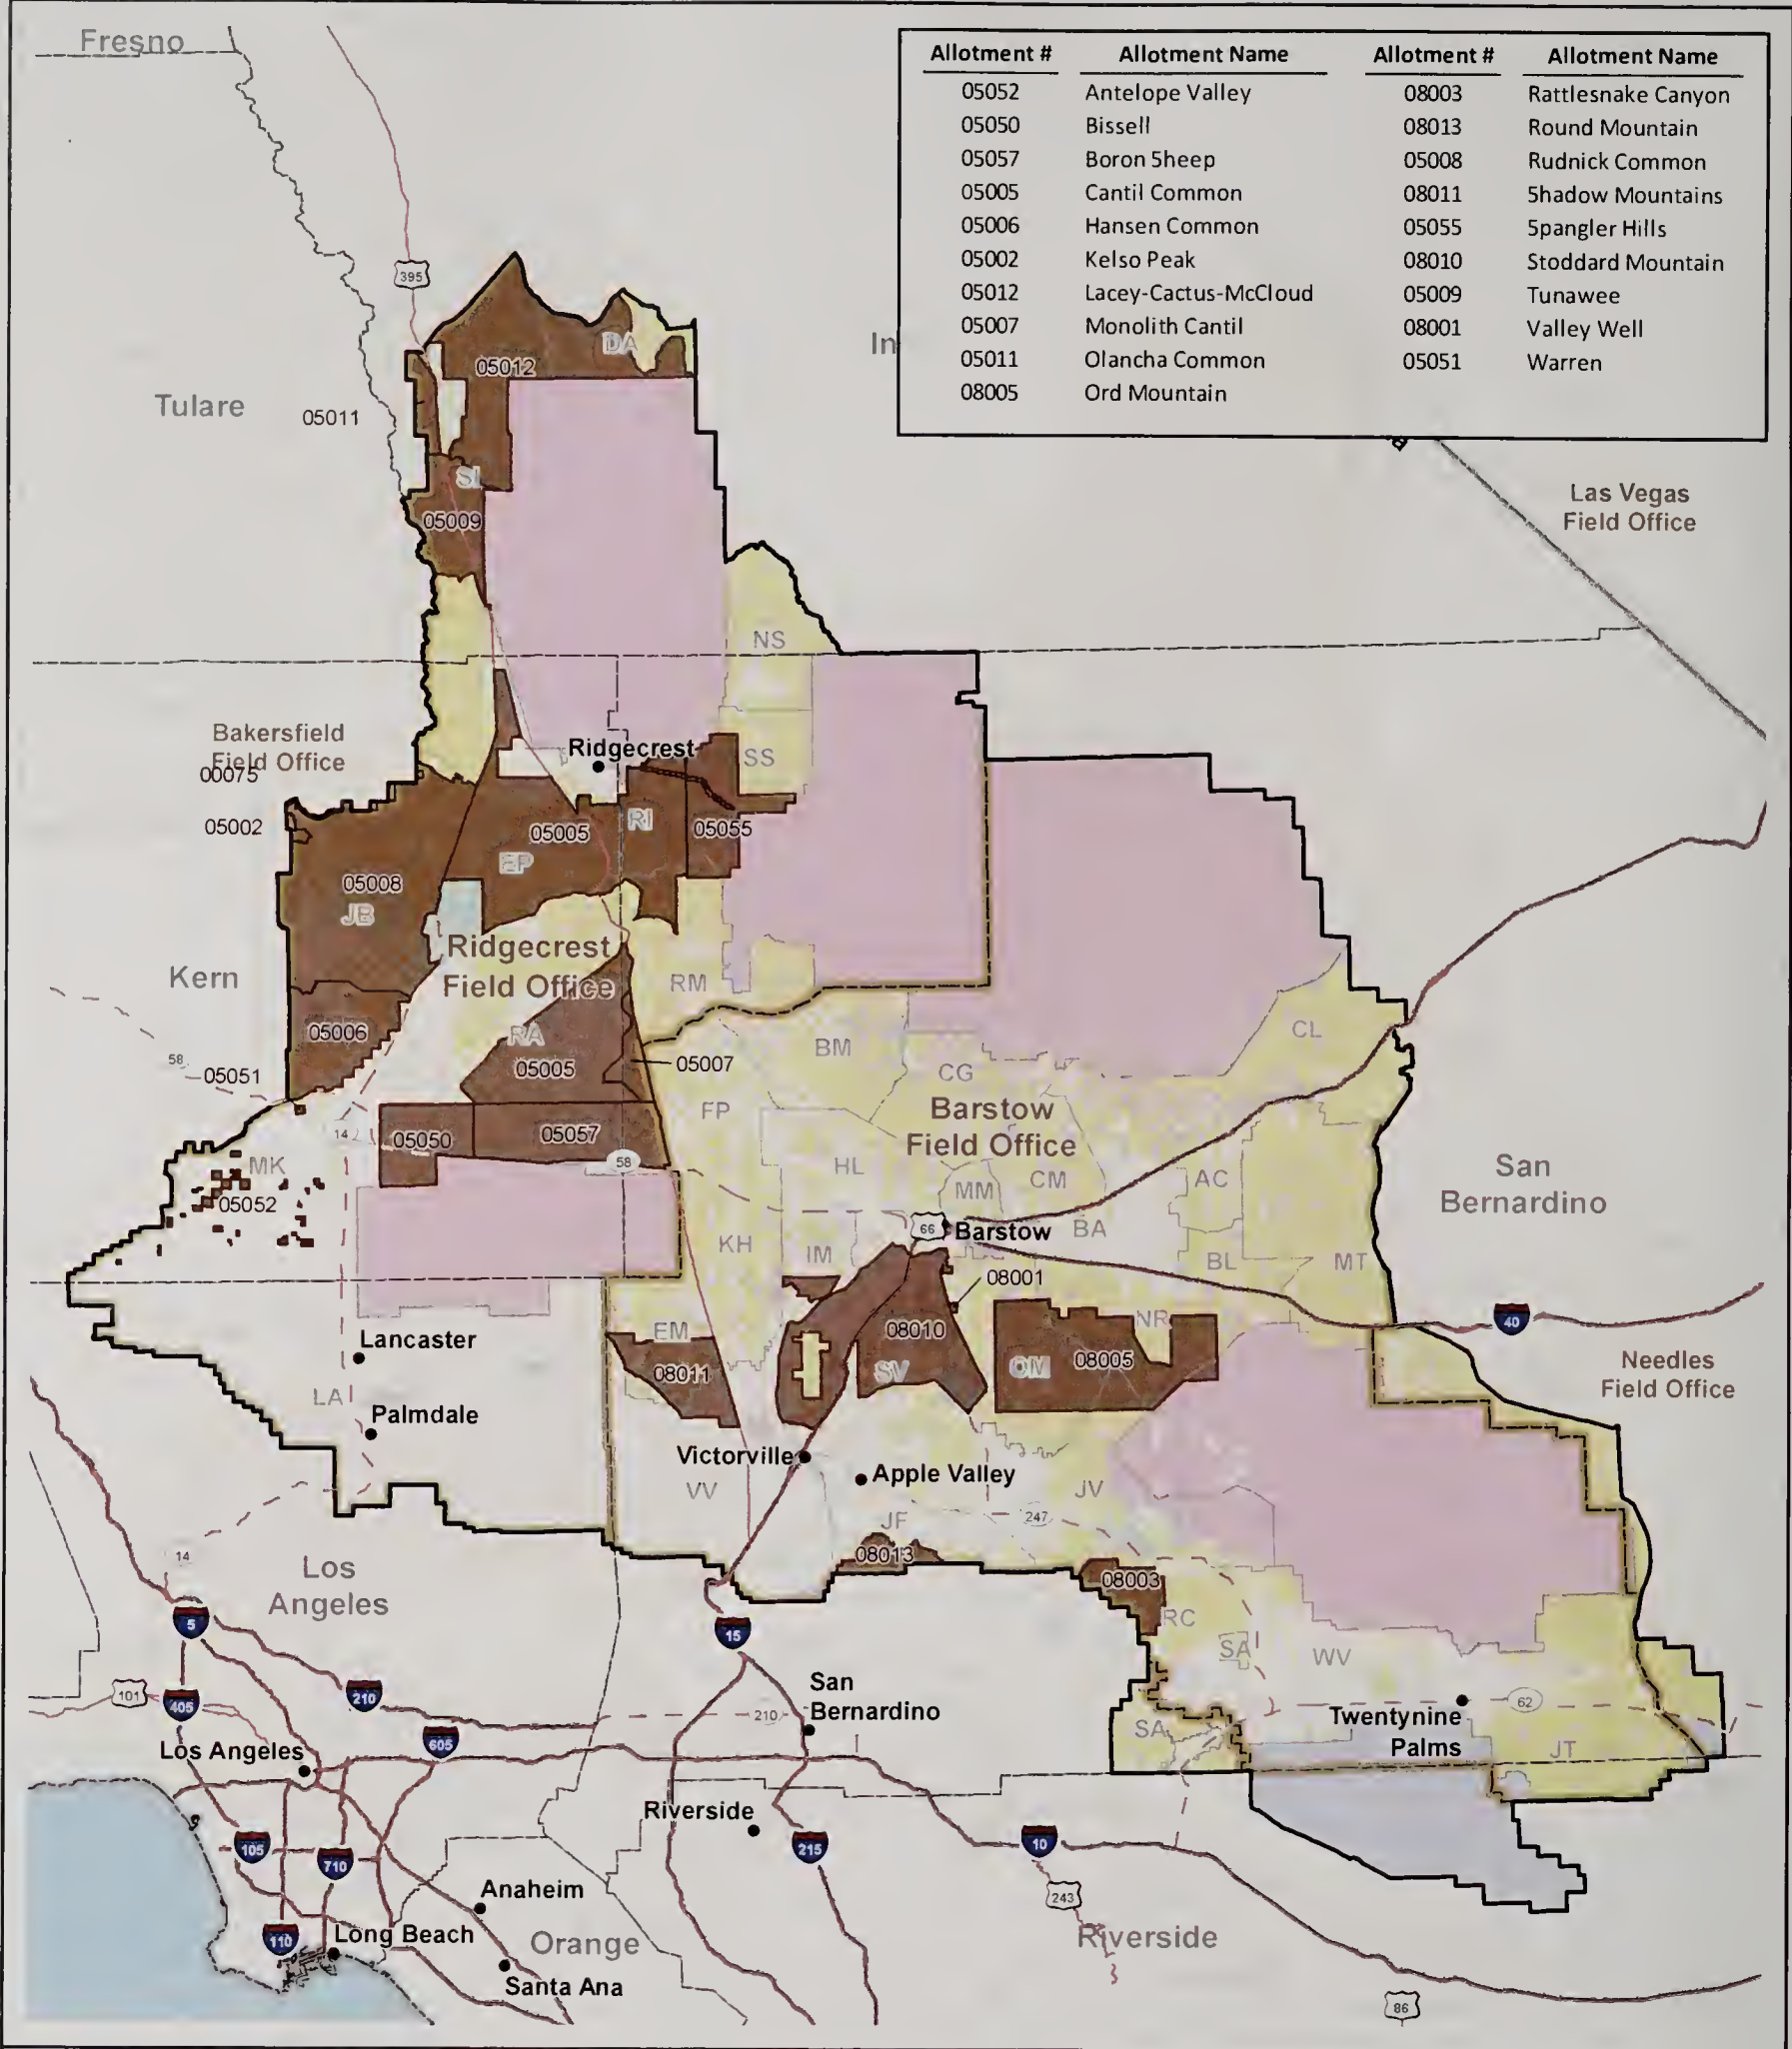 Fresno
Allotment # Allotment Name Allotment # Allotment Name
05052 Antelope Valley 08003 Rattlesnake Canyon
05050 Bissell 08013 Round Mountain
05057 Boron Sheep 05008 Rudnick Common
05005 Cantil Common 08011 Shadow Mountains
05006 Hansen Common 05055 Spangler Hills
05002 Kelso Peak 08010 Stoddard Mountain
05012 Lacey-Cactus-McCloud 05009 Tunawee
05007 Monolith Cantil 08001 Valley Well
05011 Olancha Common 05051 Warren
08005 Ord Mountain
395
DA
In
05012
Tulare
05011
SI
Las Vegas
Field Office
05009
NS
Bakersfield
Field Office
00075
Ridgecrest
SS
05002
05005
RI
05055
EP
05008
JB
Ridgecrest
Field Office
Kern
RM
05006
RA
BM
CL
58
05051
05005
05007
CG
FP
Barstow
Field Office
14
05050
05057
58
MK
HL
MM
CM
AC
San
Bernardino
05052
66
Barstow
BA
KH
IM
BL
MT
08001
40
Lancaster
EM
08010
NR
08011
SV
OM
08005
Needles
Field Office
LA
Palmdale
Victorville
Apple Valley
VV
JV
JF
247
14
08013
Los
Angeles
08003
5
15
RC
SA
WV
101
405
210
San
Bernardino
210
62
Twentynine
Palms
605
SA
JT
Los Angeles
Riverside
105
710
215
10
Anaheim
243
110
Long Beach
Orange
Riverside
Santa Ana
86